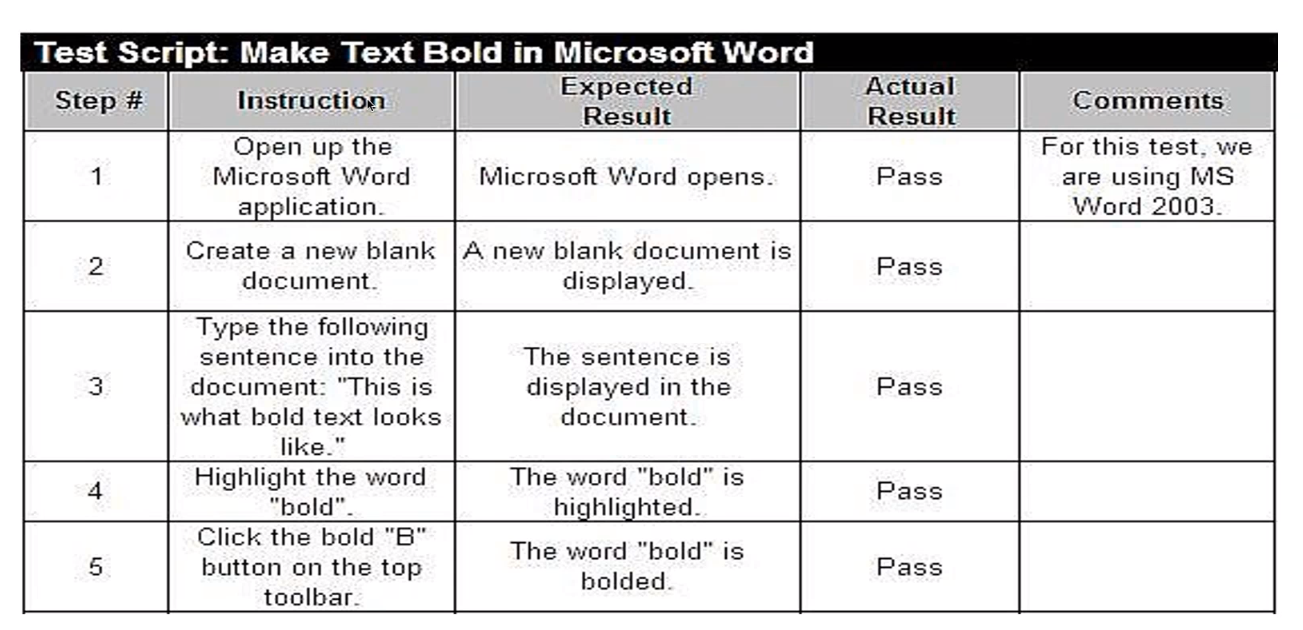 Test Script: Make Text Bold in Microsoft Word
Step #
Instruction
Expected
Result
Actual
Result
Comments
1
Open up the
Microsoft Word
application.
Microsoft Word opens.
Pass
For this test, we
are using MS
Word 2003.
2
Create a new blank
document.
A new blank document is
displayed.
Pass
3
Type the following
sentence into the
document: "This is
what bold text looks
like."
The sentence is
displayed in the
document.
Pass
4
Highlight the word
"bold".
The word "bold" is
highlighted.
Pass
5
Click the bold "B"
button on the top
toolbar.
The word "bold" is
bolded.
Pass